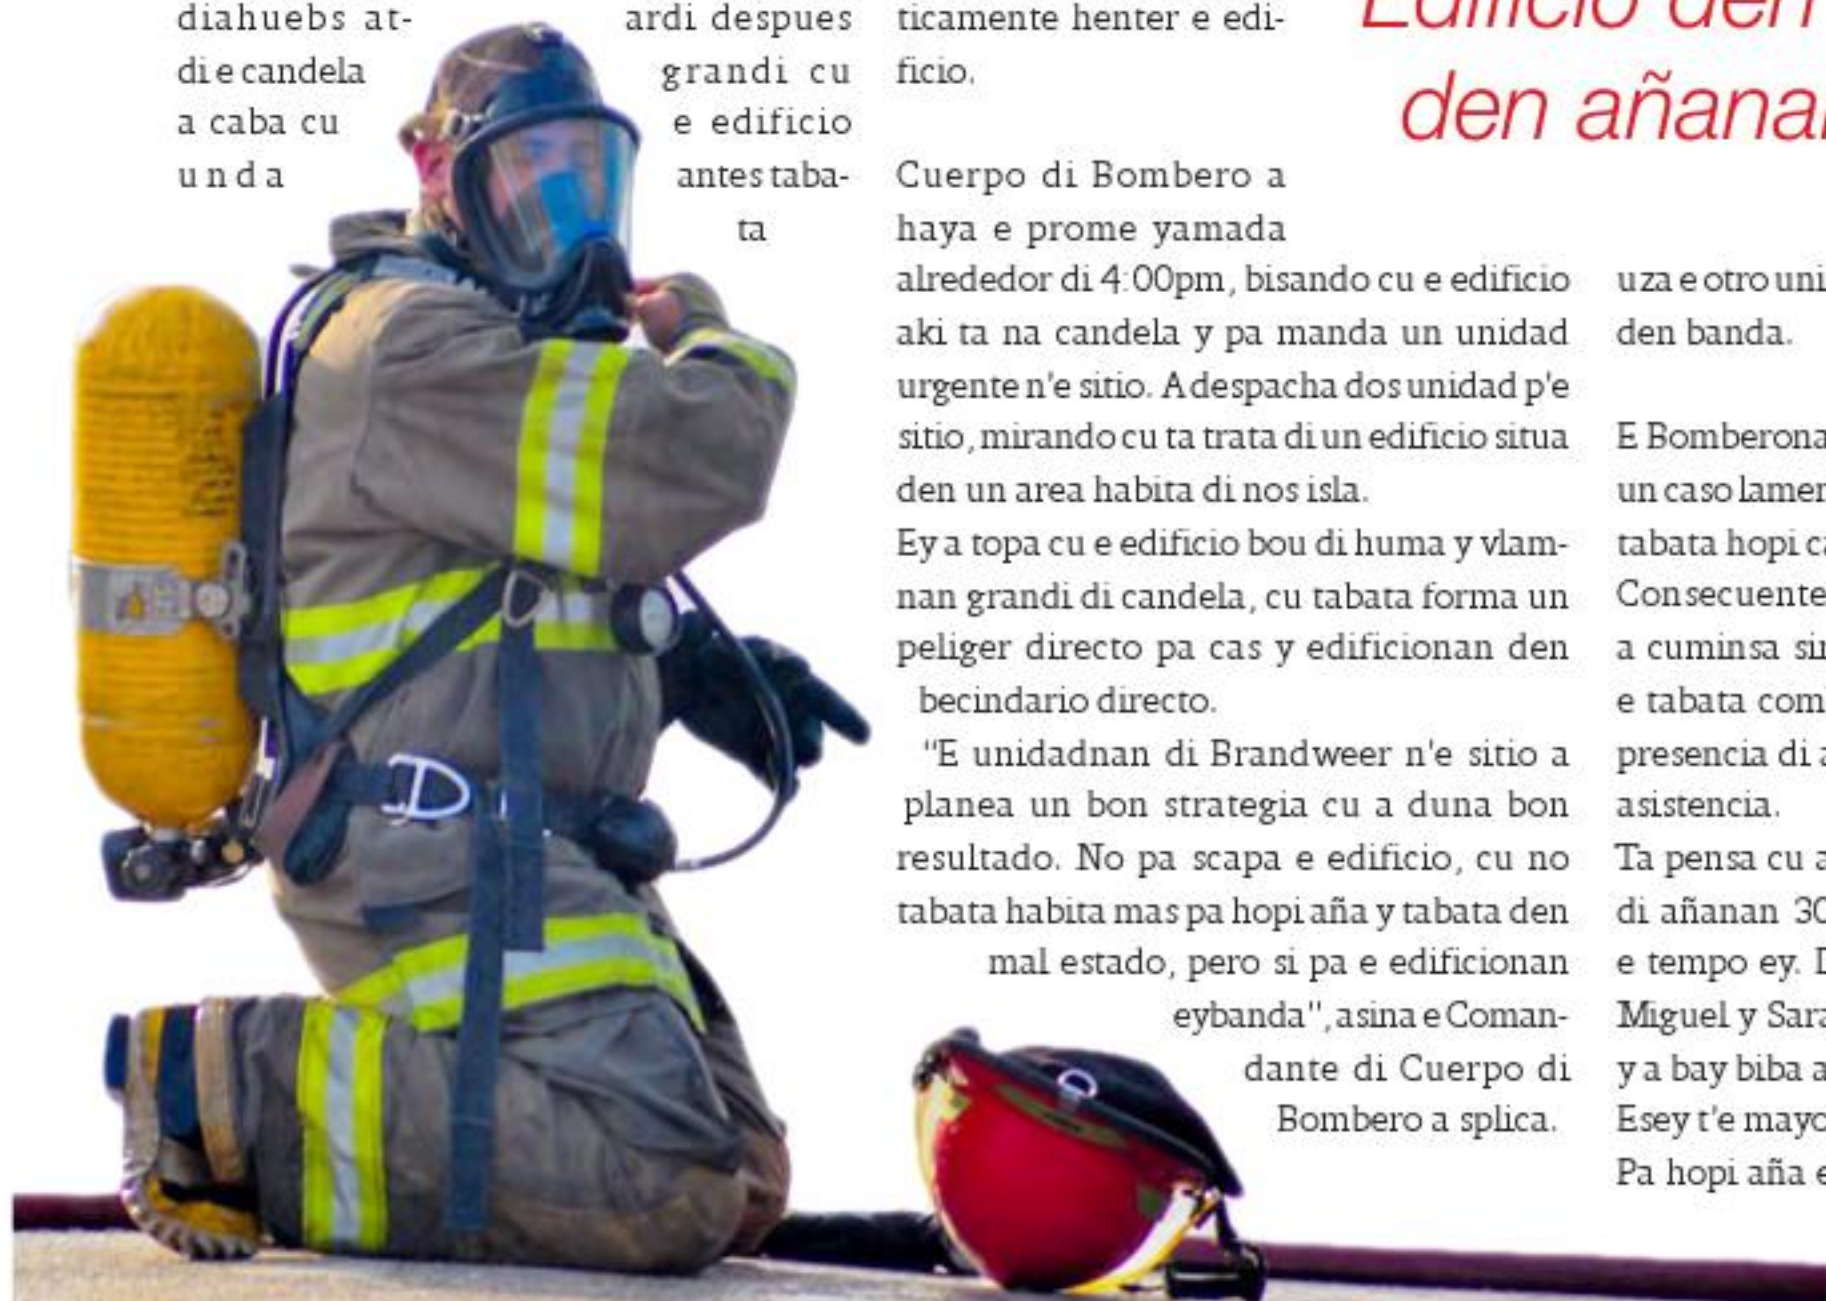 diahuebs at-
di e candela
a caba cu
unda
ardi despues
grandi cu
e edificio
antes taba-
ta
ticamente henter e edi-
ficio.
Cuerpo di Bombero a
haya e prome yamada
alrededor di 4:00pm, bisando cu e edificio
aki ta na candela y pa manda un unidad
urgente n'e sitio. A despacha dos unidad p'e
sitio, mirando cu ta trata di un edificio situa
den un area habita di nos isla.
Ey a topa cu e edificio bou di huma y vlam-
nan grandi di candela, cu tabata forma un
peliger directo pa cas y edificionan den
becindario directo.
"E unidadnan di Brandweer n'e sitio a
planea un bon strategia cu a duna bon
resultado. No pa scapa e edificio, cu no
tabata habita mas pa hopi aña y tabata den
mal estado, pero si pa e edificionan
eybanda", asina e Coman-
dante di Cuerpo di
Bombero a splica.
Edificio den
den añana
uza e otro uni
den banda.
E Bomberona
un caso lamen
tabata hopi ca
Consecuente
a cuminsa sin
e tabata com
presencia di a
asistencia.
Ta pensa cu a
di añanan 30
e tempo ey. D
Miguel y Sara
y a bay biba a
Esey t'e mayo
Pa hopi aña e